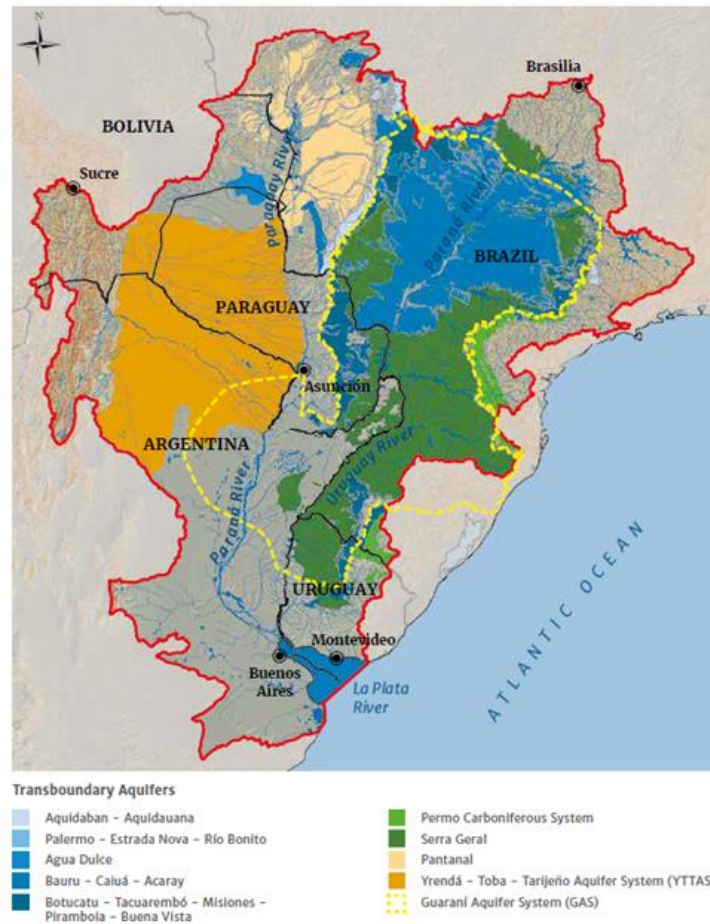 N
Brasilia
BOLIVIA
Sucre
Paraguay River
Paraná River
BRAZIL
PARAGUAY
Asunción
ARGENTINA
Uruguay River
Paraná River
URUGUAY
Montevideo
Buenos
Aires
La Plata
River
ATLANTIC OCEAN
Transboundary Aquifers
Aquidaban - Aquidauana
Palermo - Estrada Nova - Río Bonito
Agua Dulce
Bauru - Caiuá - Acaray
Botucatu - Tacuarembó - Misiones -
Piramboia - Buena Vista
Permo Carboniferous System
Serra Geral
Pantanal
Yrendá - Toba - Tarijeño Aquifer System (YTTAS)
Guaraní Aquifer System (GAS)